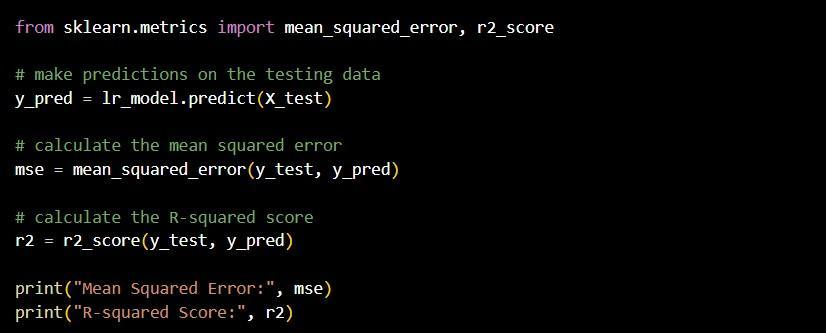 from sklearn.metrics import mean_squared_error, r2_score
# make predictions on the testing data
y_pred = lr_model.predict(X_test)
# calculate the mean squared error
mse = mean_squared_error(y_test, y_pred)
# calculate the R-squared score
r2 = r2_score(y_test, y_pred)
print("Mean Squared Error:", mse)
print("R-squared Score:", r2)